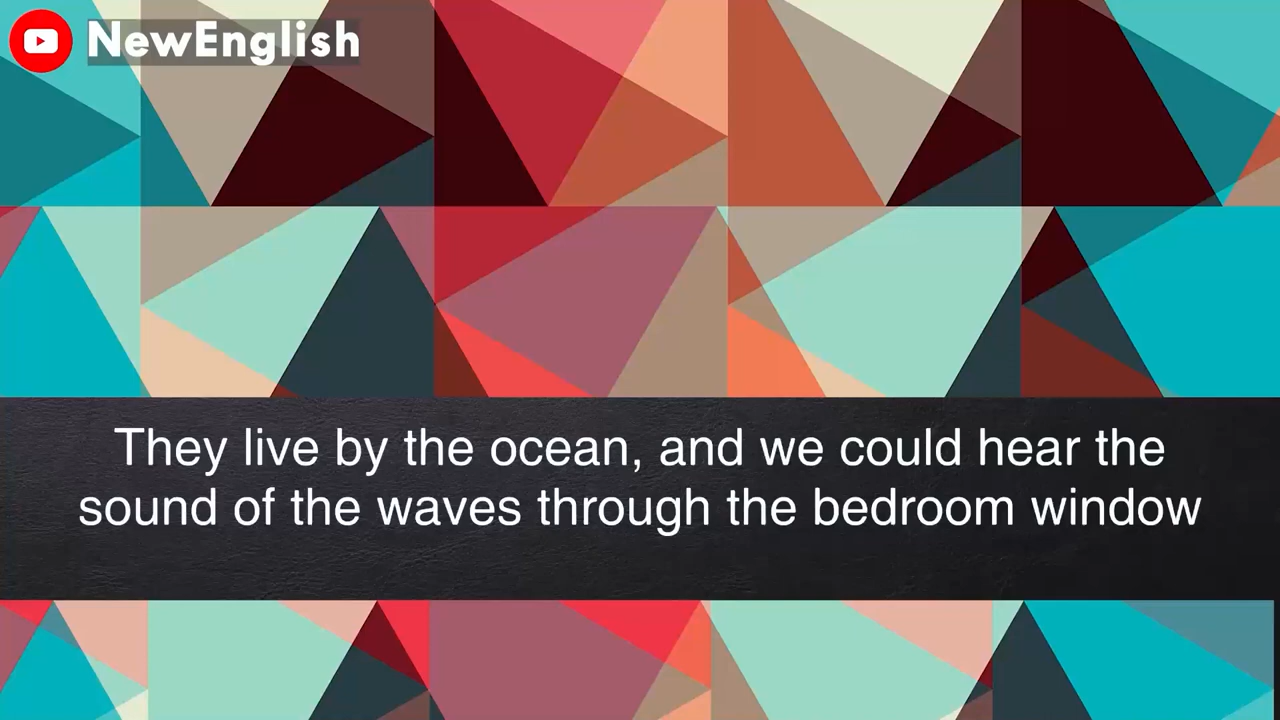 NewEnglish
They live by the ocean, and we could hear the
sound of the waves through the bedroom window